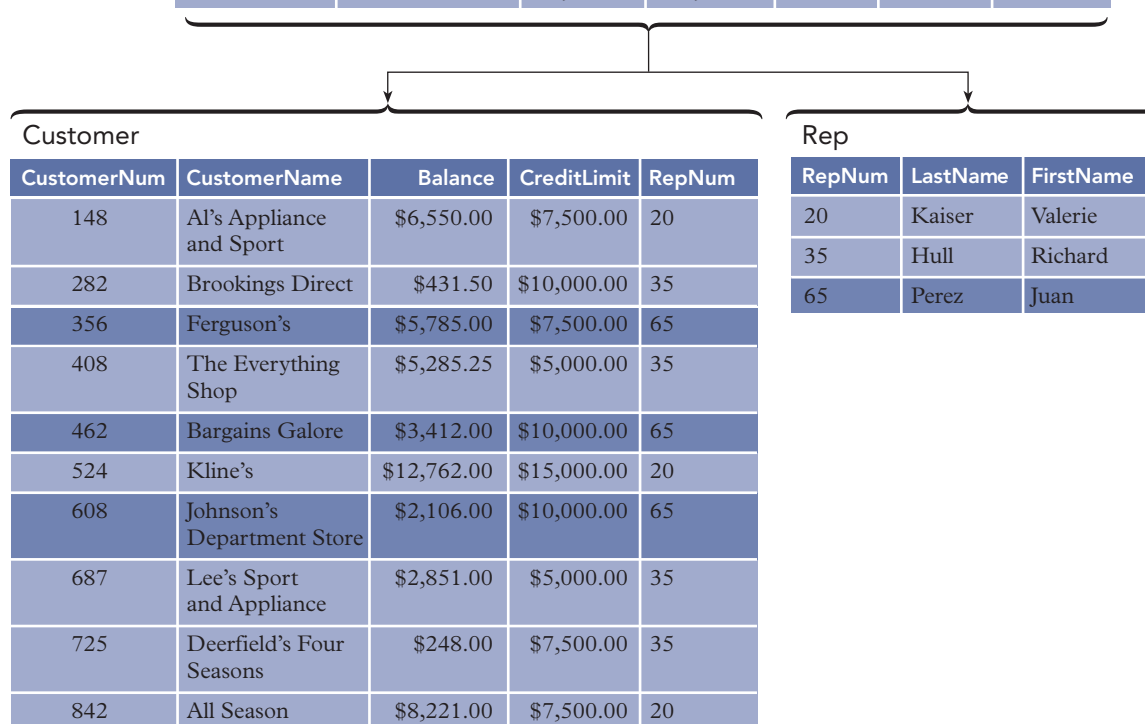 Customer
CustomerNum CustomerName Balance CreditLimit RepNum
148 Al's Appliance and Sport $6,550.00 $7,500.00 20
282 Brookings Direct $431.50 $10,000.00 35
356 Ferguson's $5,785.00 $7,500.00 65
408 The Everything Shop $5,285.25 $5,000.00 35
462 Bargains Galore $3,412.00 $10,000.00 65
524 Kline's $12,762.00 $15,000.00 20
608 Johnson's Department Store $2,106.00 $10,000.00 65
687 Lee's Sport and Appliance $2,851.00 $5,000.00 35
725 Deerfield's Four Seasons $248.00 $7,500.00 35
842 All Season $8,221.00 $7,500.00 20
Rep
RepNum LastName FirstName
20 Kaiser Valerie
35 Hull Richard
65 Perez Juan